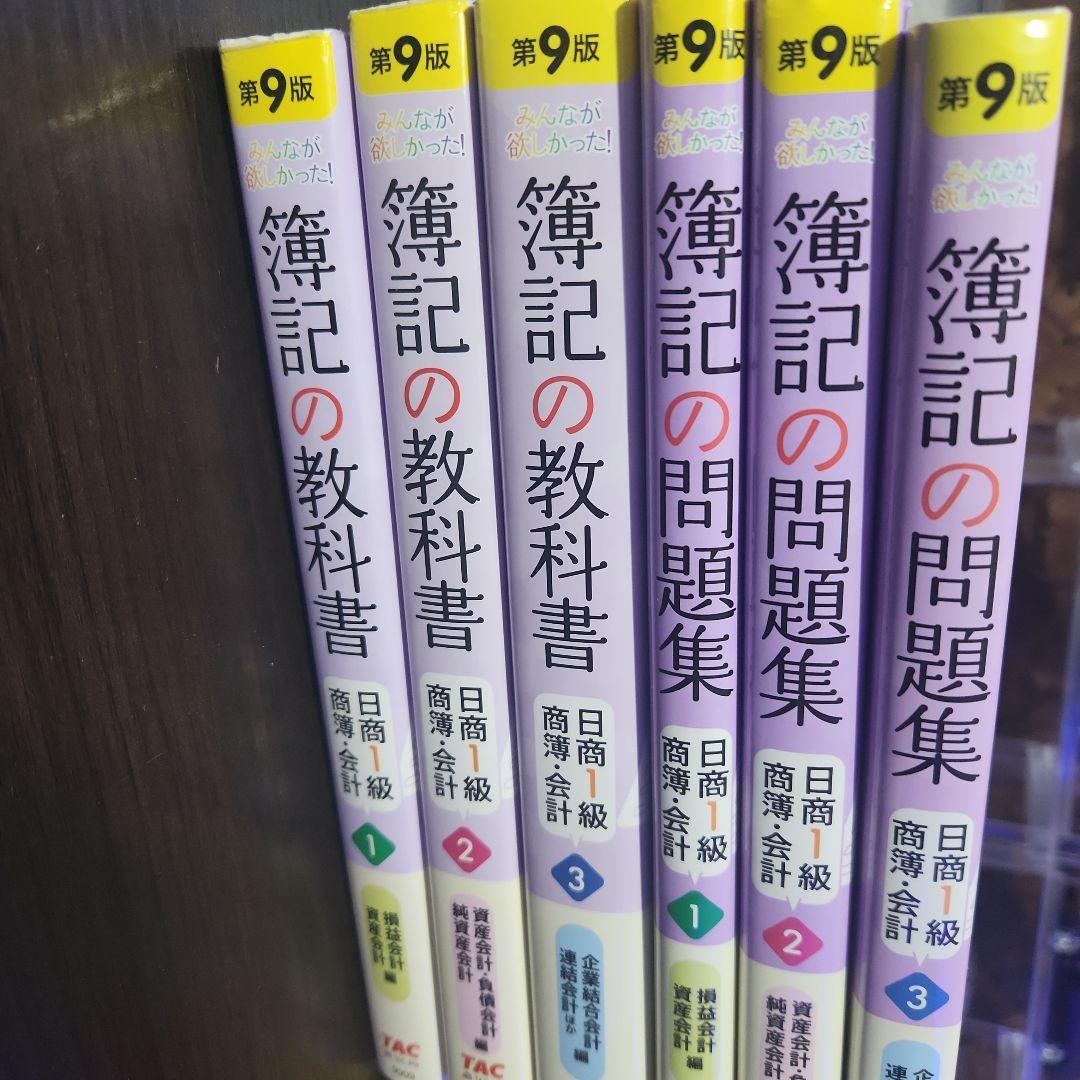 第9版
みんなが
欲しかった!
簿記の教科書
日商1級
商簿・会計
1
損益会計
資産会計 編
TAC
第9版
みんなが
欲しかった!
簿記の教科書
日商1級
商簿・会計
2
資産会計・負債会計
純資産会計 編
TAC
第9版
みんなが
欲しかった!
簿記の教科書
日商1級
商簿・会計
3
企業結合会計
連結会計ほか 編
第9版
みんなが
欲しかった!
簿記の問題集
日商1級
商簿・会計
1
損益会計
資産会計 編
第9版
みんなが
欲しかった!
簿記の問題集
日商1級
商簿・会計
2
資産会計・負
純資産会計
第9版
みんなが
欲しかった!
簿記の問題集
日商1級
商簿・会計
3
企
連